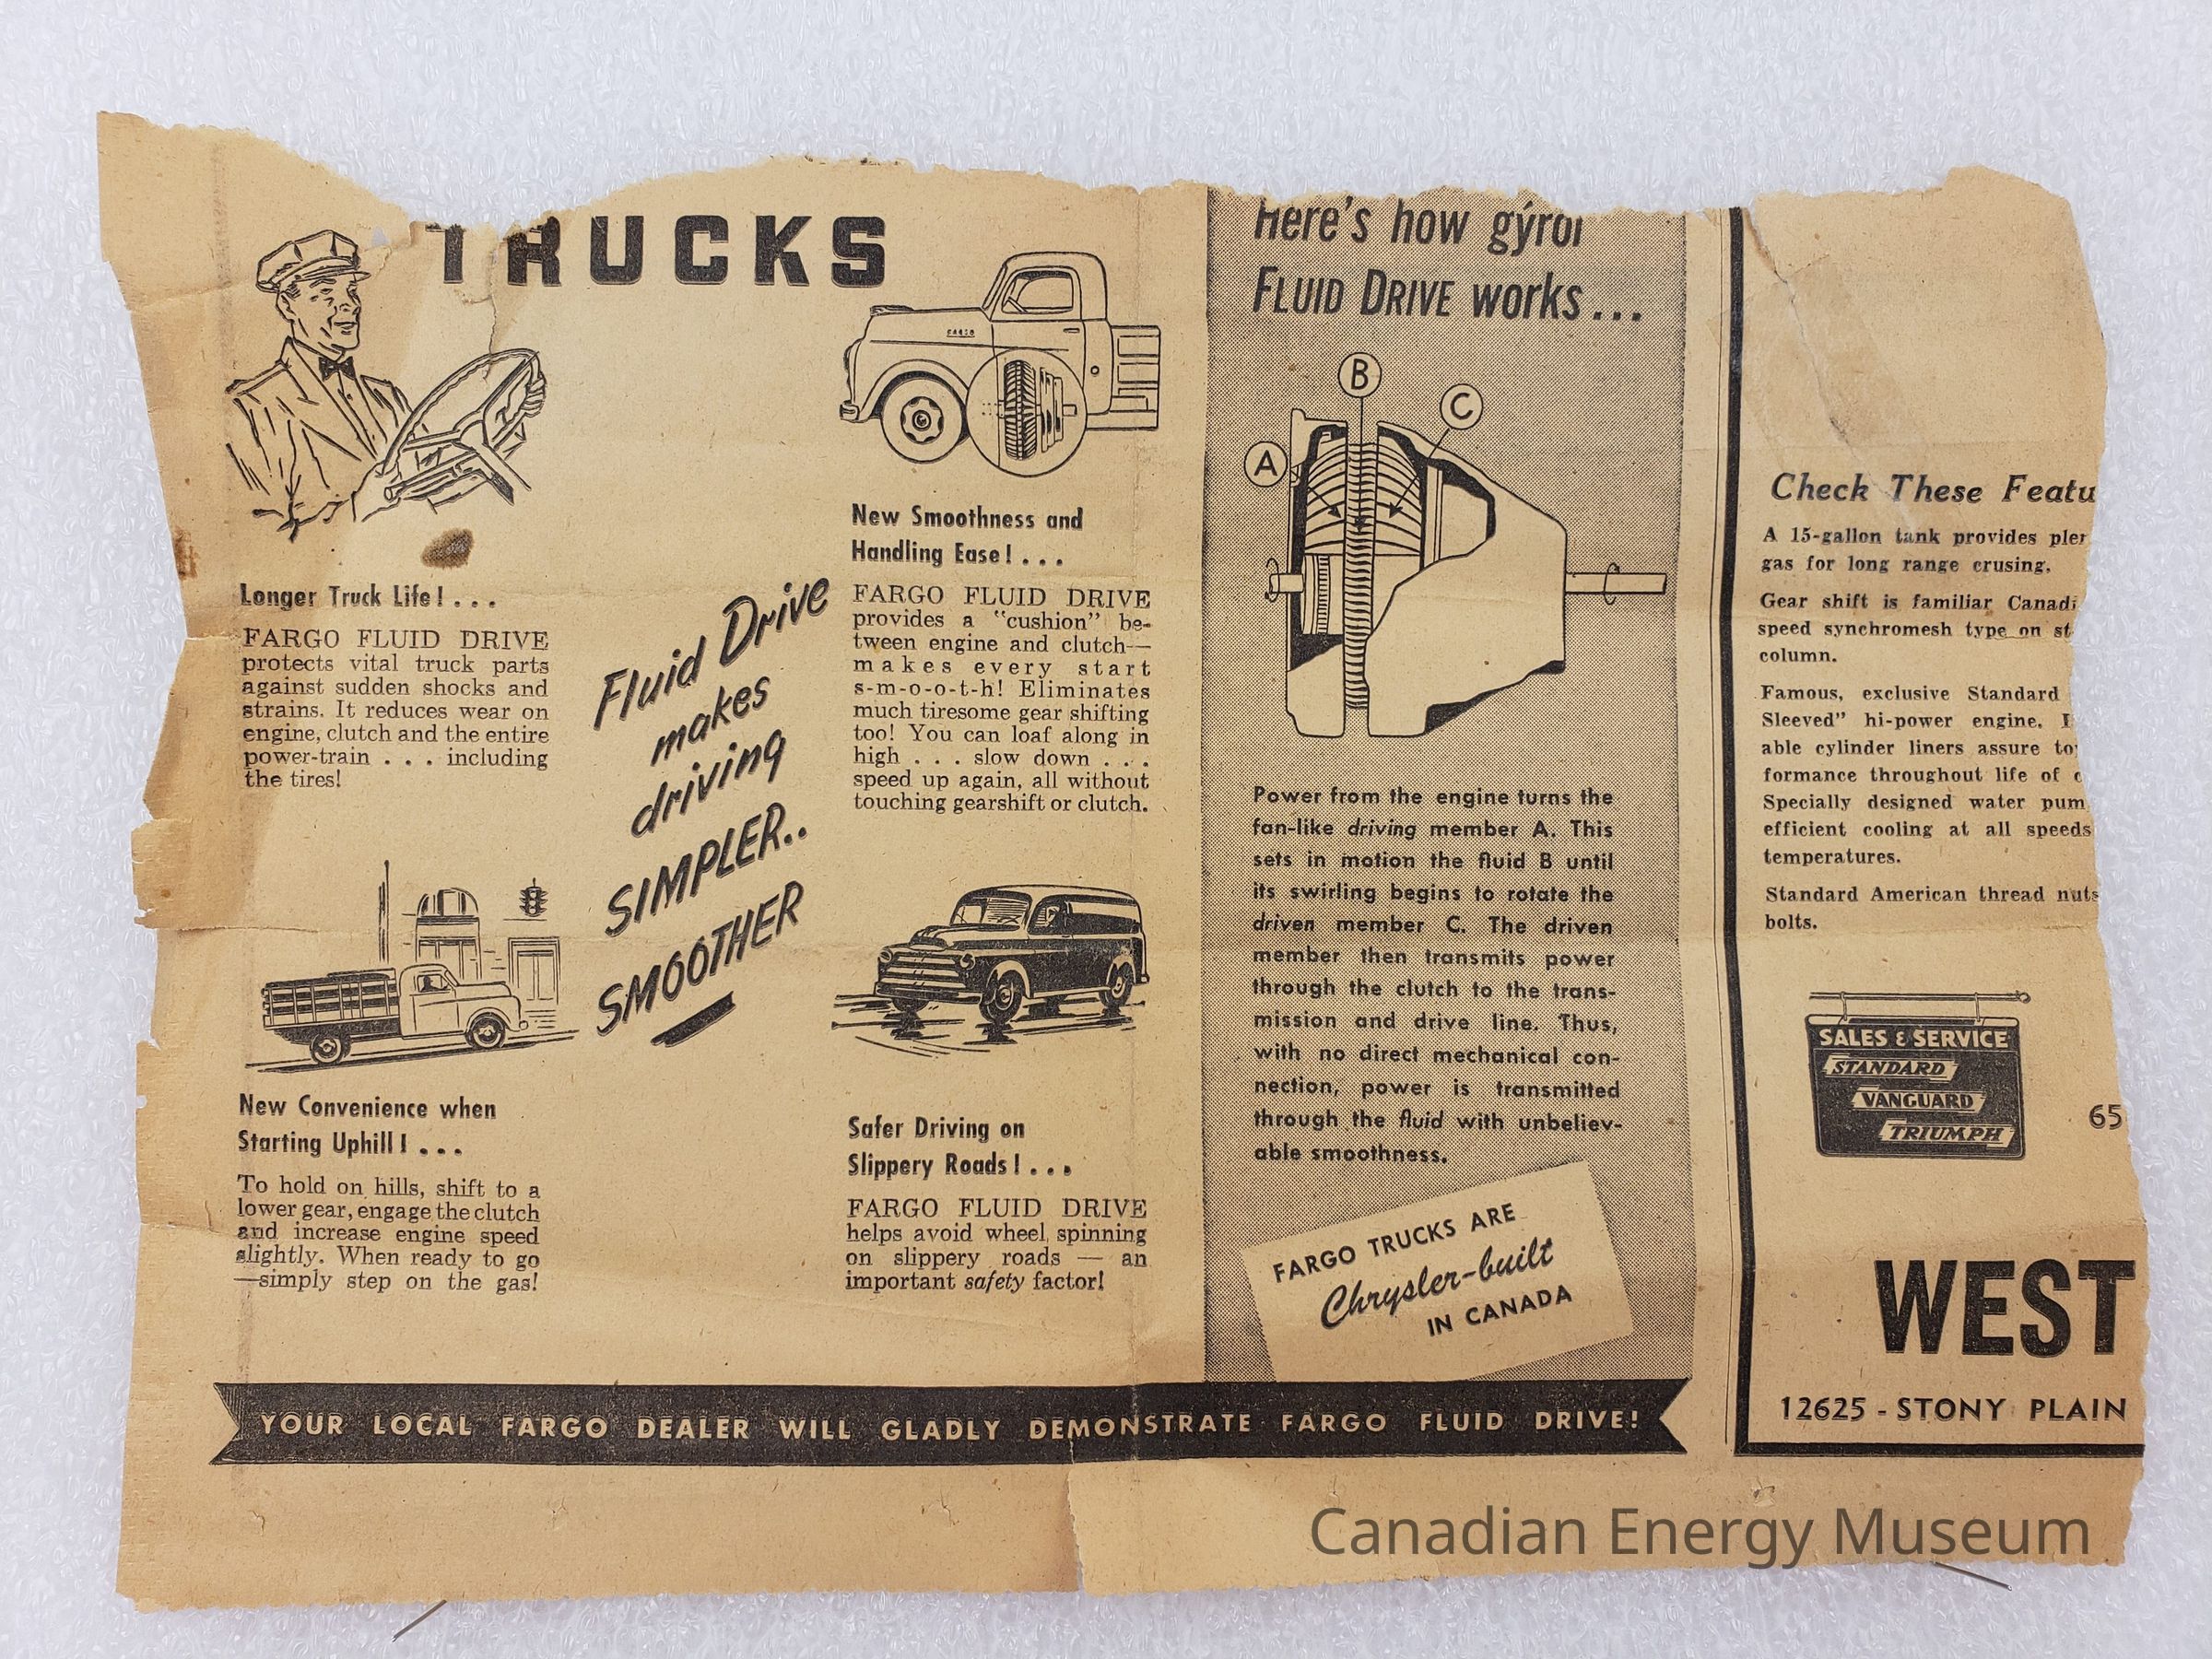 TRUCKS
FARGO
Longer Truck Life! . . .
FARGO FLUID DRIVE
protects vital truck parts
against sudden shocks and
strains. It reduces wear on
engine, clutch and the entire
power-train . . . including
the tires!
New Convenience when
Starting Uphill! . . .
To hold on hills, shift to a
lower gear, engage the clutch
and increase engine speed
slightly. When ready to go
—simply step on the gas!
Fluid Drive
makes
driving
SIMPLER..
SMOOTHER
New Smoothness and
Handling Ease! . . .
FARGO FLUID DRIVE
provides a "cushion" be-
tween engine and clutch—
makes every start
s-m-o-o-t-h! Eliminates
much tiresome gear shifting
too! You can loaf along in
high . . . slow down . . .
speed up again, all without
touching gearshift or clutch.
Safer Driving on
Slippery Roads! . . .
FARGO FLUID DRIVE
helps avoid wheel spinning
on slippery roads — an
important safety factor!
Here's how gýrol
FLUID DRIVE works...
B
C
A
Power from the engine turns the
fan-like driving member A. This
sets in motion the fluid B until
its swirling begins to rotate the
driven member C. The driven
member then transmits power
through the clutch to the trans-
mission and drive line. Thus,
with no direct mechanical con-
nection, power is transmitted
through the fluid with unbeliev-
able smoothness.
FARGO TRUCKS ARE
Chrysler-built
IN CANADA
YOUR LOCAL FARGO DEALER WILL GLADLY DEMONSTRATE FARGO FLUID DRIVE!
Check These Featu
A 15-gallon tank provides plen
gas for long range crusing.
Gear shift is familiar Canadi
speed synchromesh type on st
column.
Famous, exclusive Standard
Sleeved" hi-power engine.
able cylinder liners assure to
formance throughout life of
Specially designed water pum
efficient cooling at all speeds
temperatures.
Standard American thread nuts
bolts.
SALES & SERVICE
STANDARD
VANGUARD
TRIUMPH
65
WEST
12625 - STONY PLAIN
Canadian Energy Museum